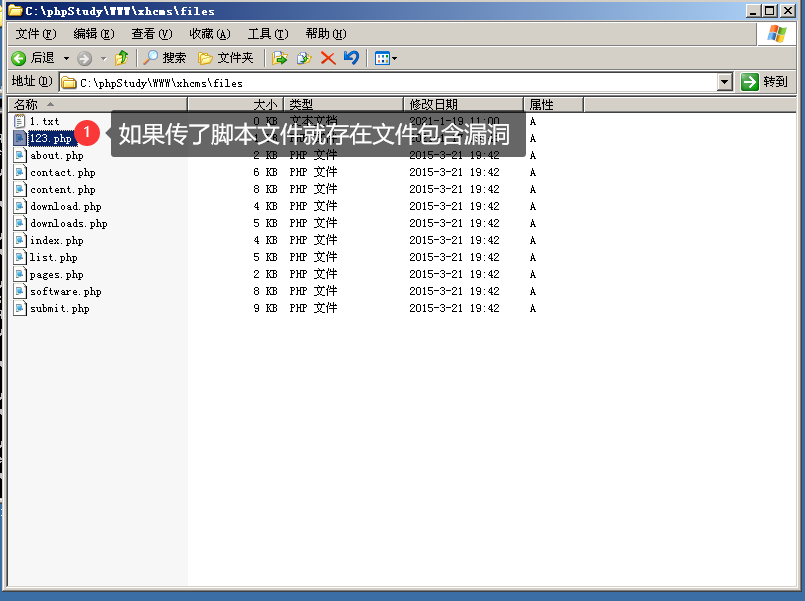 C:\phpStudy\WWW\xhcms\files
文件(F) 编辑(E) 查看(V) 收藏(A) 工具(T) 帮助(H)
后退 搜索 文件夹
地址(D) C:\phpStudy\WWW\xhcms\files 转到
名称 大小 类型 修改日期 属性
1.txt 0 KB 文本文档 2021-1-19 11:00 A
123.php KB A
1 如果传了脚本文件就存在文件包含漏洞
about.php 2 KB PHP 文件 2015-3-21 19:42 A
contact.php 6 KB PHP 文件 2015-3-21 19:42 A
content.php 8 KB PHP 文件 2015-3-21 19:42 A
download.php 4 KB PHP 文件 2015-3-21 19:42 A
downloads.php 5 KB PHP 文件 2015-3-21 19:42 A
index.php 4 KB PHP 文件 2015-3-21 19:42 A
list.php 5 KB PHP 文件 2015-3-21 19:42 A
pages.php 2 KB PHP 文件 2015-3-21 19:42 A
software.php 8 KB PHP 文件 2015-3-21 19:42 A
submit.php 9 KB PHP 文件 2015-3-21 19:42 A